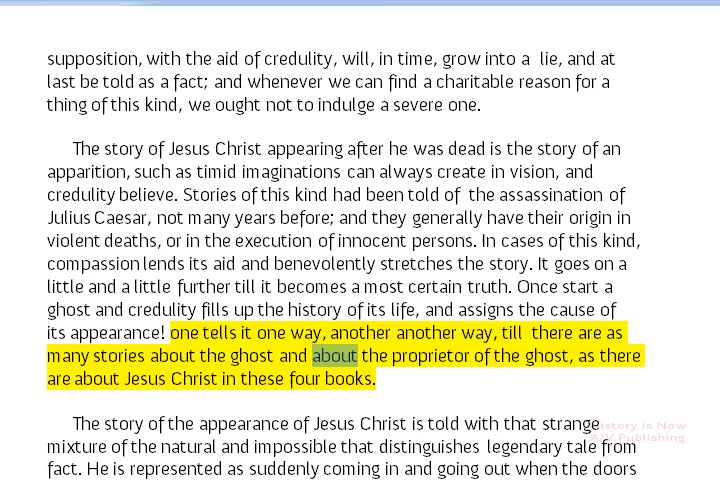 supposition, with the aid of credulity, will, in time, grow into a lie, and at
last be told as a fact; and whenever we can find a charitable reason for a
thing of this kind, we ought not to indulge a severe one.
The story of Jesus Christ appearing after he was dead is the story of an
apparition, such as timid imaginations can always create in vision, and
credulity believe. Stories of this kind had been told of the assassination of
Julius Caesar, not many years before; and they generally have their origin in
violent deaths, or in the execution of innocent persons. In cases of this kind,
compassion lends its aid and benevolently stretches the story. It goes on a
little and a little further till it becomes a most certain truth. Once start a
ghost and credulity fills up the history of its life, and assigns the cause of
its appearance! one tells it one way, another another way, till there are as
many stories about the ghost and about the proprietor of the ghost, as there
are about Jesus Christ in these four books.
The story of the appearance of Jesus Christ is told with that strange
mixture of the natural and impossible that distinguishes legendary tale from
fact. He is represented as suddenly coming in and going out when the doors
History Is Now
A/V Publishing